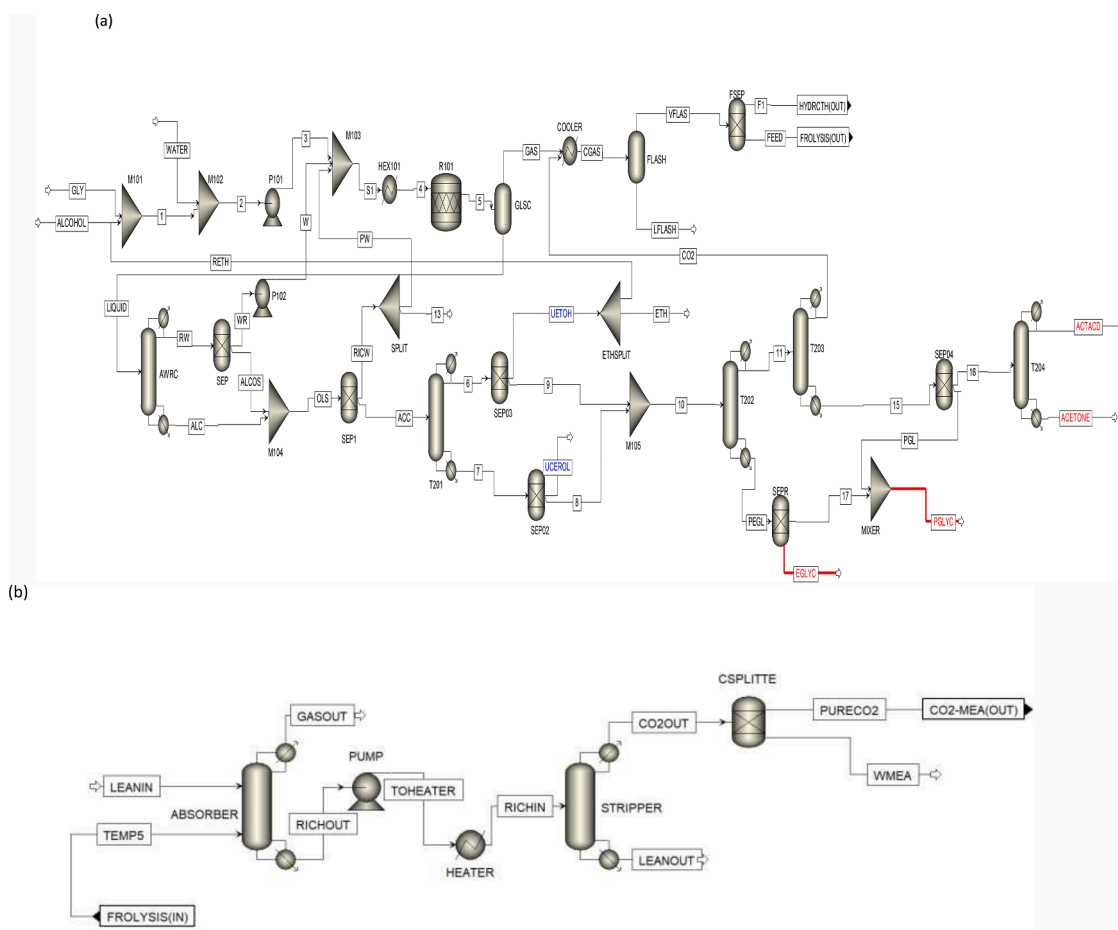 (a)
GLY
ALCOHOL
WATER
M101
1
M102
2
P101
3
M103
S1
HEX101
4
R101
5
GLSC
GAS
COOLER
CGAS
FLASH
VFLAS
LFLASH
FSEP
F1
HYDRCTH(OUT)
FEED
FROLYSIS(OUT)
W
PW
RETH
CO2
LIQUID
AWRC
RW
SEP
WR
P102
ALCOS
ALC
M104
OLS
SEP1
RICW
SPLIT
13
ACC
T201
6
7
SEP03
UETOH
ETHSPLIT
ETH
9
UCEROL
SEP02
8
M105
10
T202
11
T203
PEGL
SEPR
17
EGLYC
MIXER
PGLYC
15
SEP04
16
PGL
T204
ACTACD
ACETONE
(b)
LEANIN
TEMP5
FROLYSIS(IN)
ABSORBER
GASOUT
RICHOUT
PUMP
TOHEATER
HEATER
RICHIN
STRIPPER
CO2OUT
LEANOUT
CSPLITTE
PURECO2
CO2-MEA(OUT)
WMEA